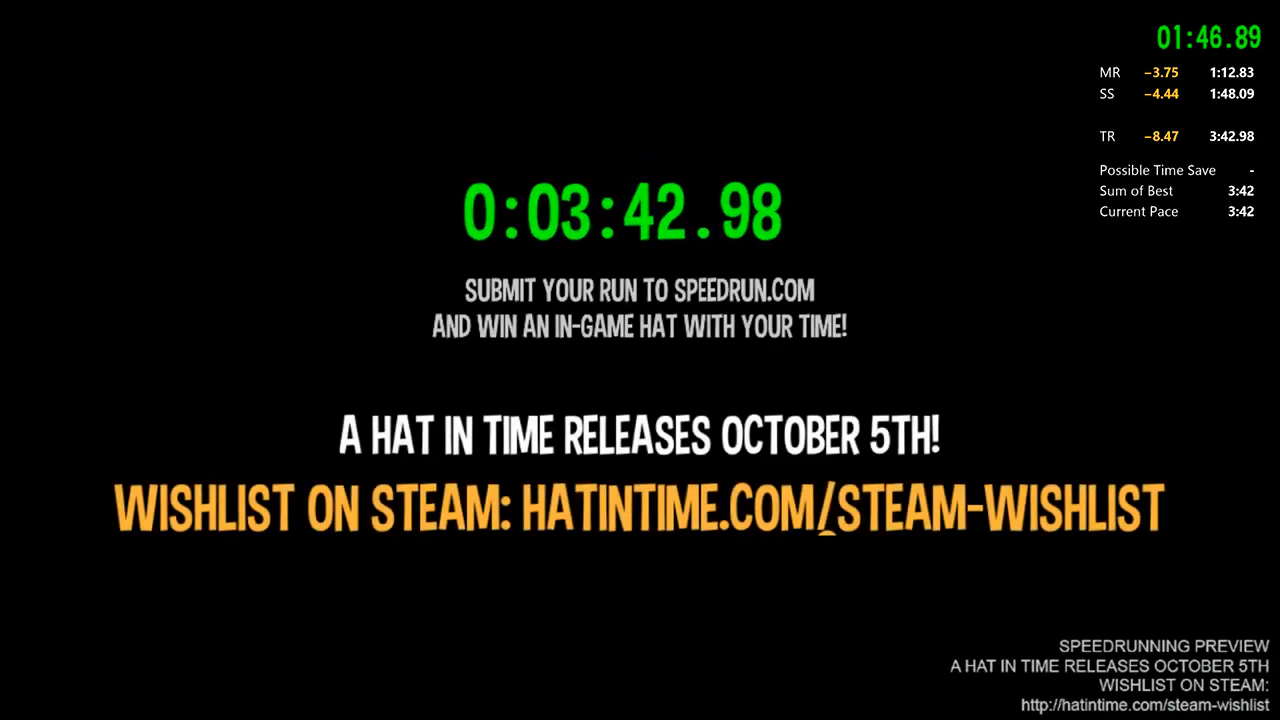 01:46.89
MR −3.75 1:12.83
SS −4.44 1:48.09
TR −8.47 3:42.98
Possible Time Save -
Sum of Best 3:42
Current Pace 3:42
0:03:42.98
SUBMIT YOUR RUN TO SPEEDRUN.COM
AND WIN AN IN-GAME HAT WITH YOUR TIME!
A HAT IN TIME RELEASES OCTOBER 5TH!
WISHLIST ON STEAM: HATINTIME.COM/STEAM-WISHLIST
SPEEDRUNNING PREVIEW
A HAT IN TIME RELEASES OCTOBER 5TH
WISHLIST ON STEAM:
http://hatintime.com/steam-wishlist